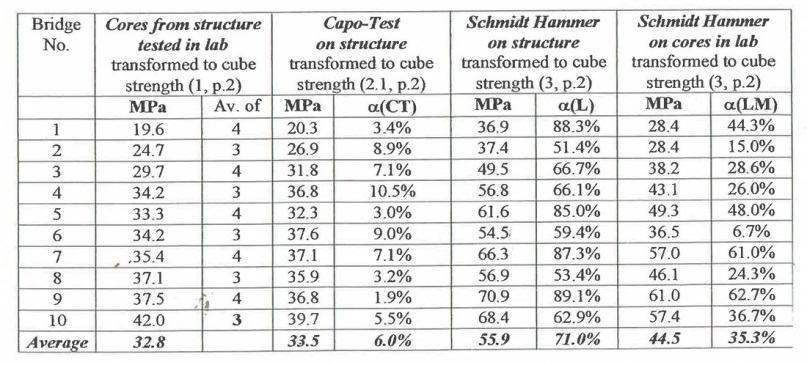 Bridge No. Cores from structure tested in lab transformed to cube strength (1, p.2) Capo-Test on structure transformed to cube strength (2.1, p.2) Schmidt Hammer on structure transformed to cube strength (3, p.2) Schmidt Hammer on cores in lab transformed to cube strength (3, p.2)
MPa Av. of MPa α(CT) MPa α(L) MPa α(LM)
1 19.6 4 20.3 3.4% 36.9 88.3% 28.4 44.3%
2 24.7 3 26.9 8.9% 37.4 51.4% 28.4 15.0%
3 29.7 4 31.8 7.1% 49.5 66.7% 38.2 28.6%
4 34.2 3 36.8 10.5% 56.8 66.1% 43.1 26.0%
5 33.3 4 32.3 3.0% 61.6 85.0% 49.3 48.0%
6 34.2 3 37.6 9.0% 54.5 59.4% 36.5 6.7%
7 35.4 4 37.1 7.1% 66.3 87.3% 57.0 61.0%
8 37.1 3 35.9 3.2% 56.9 53.4% 46.1 24.3%
9 37.5 4 36.8 1.9% 70.9 89.1% 61.0 62.7%
10 42.0 3 39.7 5.5% 68.4 62.9% 57.4 36.7%
Average 32.8 33.5 6.0% 55.9 71.0% 44.5 35.3%